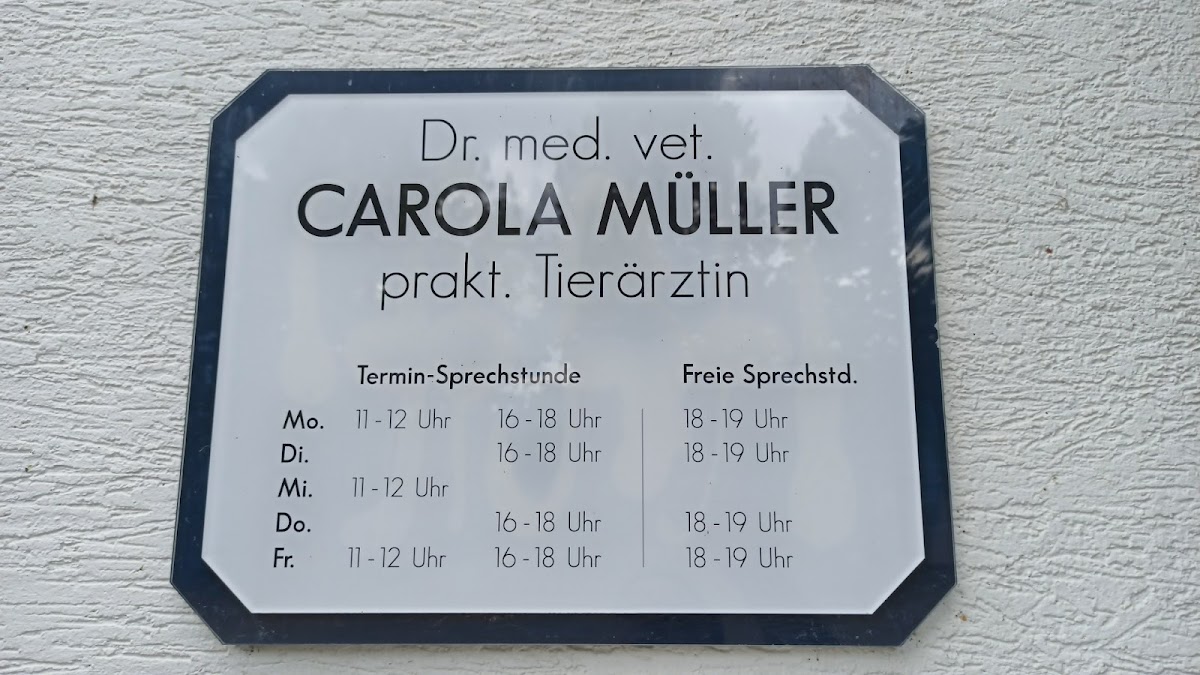 Dr. med. vet.
CAROLA MÜLLER
prakt. Tierärztin
Termin-Sprechstunde Freie Sprechstd.
Mo. 11-12 Uhr 16-18 Uhr 18-19 Uhr
Di. 16-18 Uhr 18-19 Uhr
Mi. 11-12 Uhr
Do. 16-18 Uhr 18-19 Uhr
Fr. 11-12 Uhr 16-18 Uhr 18-19 Uhr